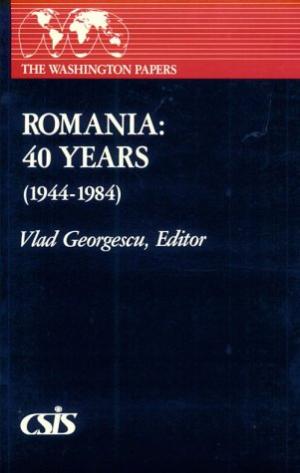 THE WASHINGTON PAPERS
ROMANIA:
40 YEARS
(1944-1984)
Vlad Georgescu, Editor
CSIS